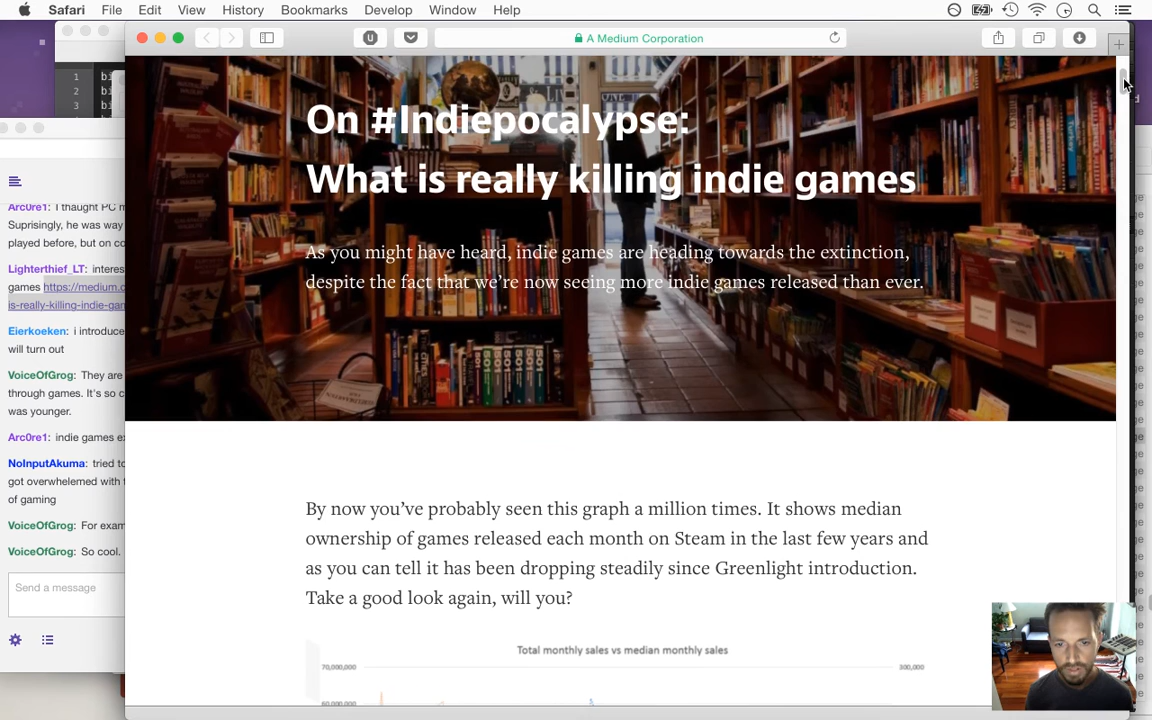 Safari File Edit View History Bookmarks Develop Window Help
A Medium Corporation
1 bi
2 bi
3 bi
Arc0re1: I thaught PC m
Suprisingly, he was way
played before, but on co
Lighterthief_LT: interes
games https://medium.c
is-really-killing-indie-gan
Eierkoeken: i introduce
will turn out
VoiceOfGrog: They are
through games. It's so c
was younger.
Arc0re1: indie games ex
NoInputAkuma: tried to
got overwhelemed with t
of gaming
VoiceOfGrog: For exam
VoiceOfGrog: So cool.
Send a message
On #Indiepocalypse:
What is really killing indie games
As you might have heard, indie games are heading towards the extinction,
despite the fact that we're now seeing more indie games released than ever.
By now you've probably seen this graph a million times. It shows median
ownership of games released each month on Steam in the last few years and
as you can tell it has been dropping steadily since Greenlight introduction.
Take a good look again, will you?
Total monthly sales vs median monthly sales
70,000,000 300,000
60,000,000